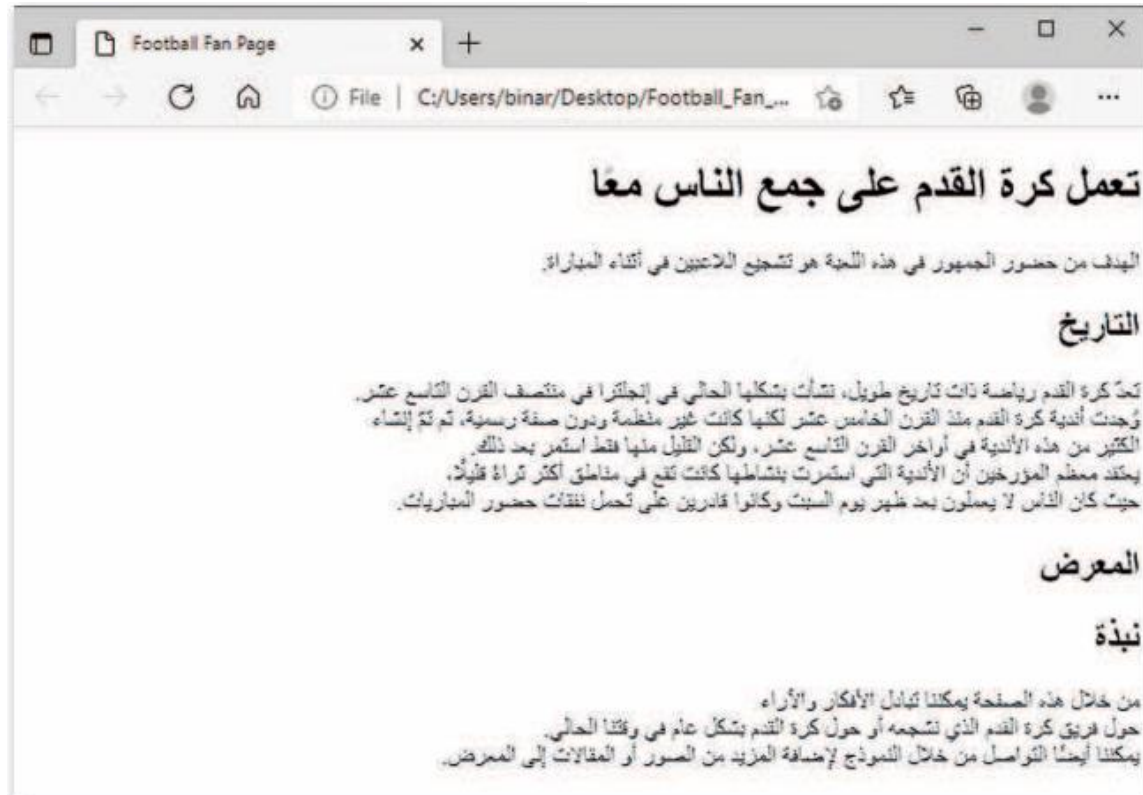 Football Fan Page
File | C:/Users/binar/Desktop/Football_Fan_...
تعمل كرة القدم على جمع الناس معًا
الهدف من حضور الجمهور في هذه اللعبة هو تشجيع اللاعبين في أثناء المباراة.
التاريخ
تعدّ كرة القدم رياضة ذات تاريخ طويل، نشأت بشكلها الحالي في إنجلترا في منتصف القرن التاسع عشر.
وُجدت أندية كرة القدم منذ القرن الخامس عشر لكنها كانت غير منظمة ودون صفة رسمية، ثم تمّ إنشاء
الكثير من هذه الأندية في أواخر القرن التاسع عشر، ولكن القليل منها فقط استمر بعد ذلك.
يعتقد معظم المؤرخين أن الأندية التي استمرت بنشاطها كانت تقع في مناطق أكثر ثراءً قليلًا،
حيث كان الناس لا يعملون بعد ظهر يوم السبت وكانوا قادرين على تحمل نفقات حضور المباريات.
المعرض
نبذة
من خلال هذه الصفحة يمكننا تبادل الأفكار والأراء
حول فريق كرة القدم الذي نشجعه أو حول كرة القدم بشكل عام في وقتنا الحالي.
يمكننا أيضًا التواصل من خلال النموذج لإضافة المزيد من الصور أو المقالات إلى المعرض.